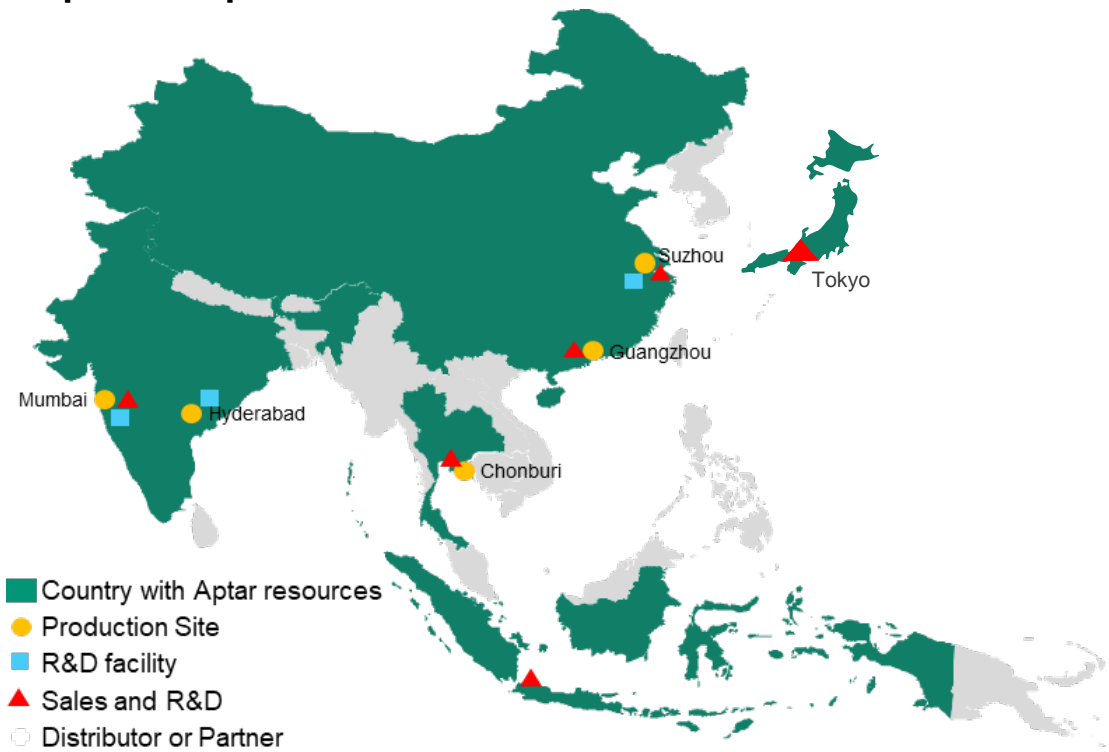 Suzhou
Tokyo
Guangzhou
Mumbai
Hyderabad
Chonburi
Country with Aptar resources
Production Site
R&D facility
Sales and R&D
Distributor or Partner